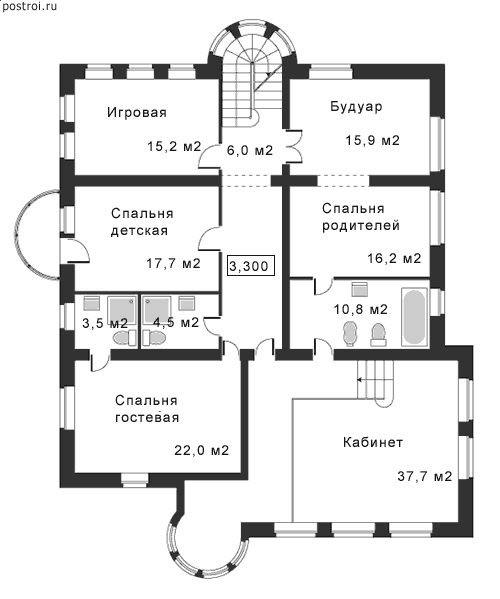 postroi.ru
Игровая
15,2 м2
6,0 м2
Будуар
15,9 м2
Спальня
детская
17,7 м2
Спальня
родителей
16,2 м2
3,300
3,5 м2
4,5 м2
10,8 м2
Спальня
гостевая
22,0 м2
Кабинет
37,7 м2